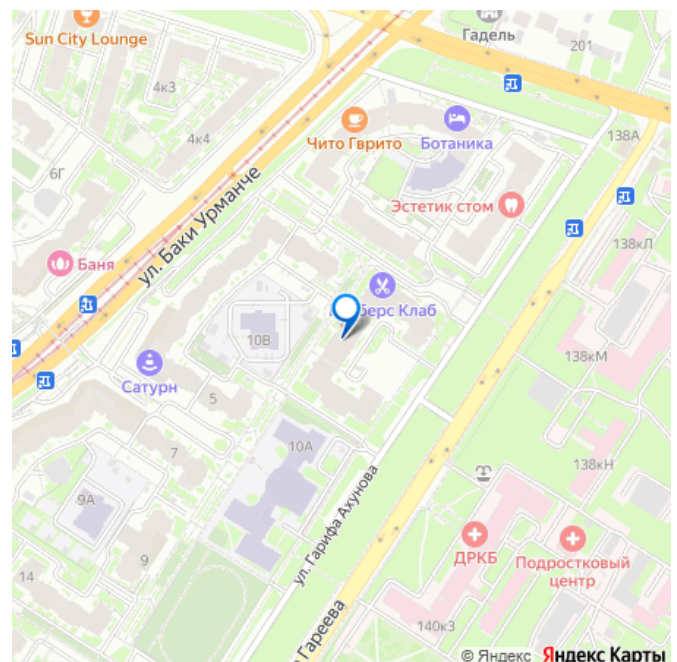 Sun City Lounge
Гадель
201
4к3
4к4
Чито Гврито
Ботаника
138А
6Г
Эстетик стом
ул. Баки Урманче
138кЛ
Баня
Клаб
10В
138кМ
Сатурн
5
10А
7
138кН
9А
ул. Гарифа Ахунова
ДРКБ
Подростковый
центр
9
14
Гареева
140к3
© Яндекс Яндекс Карты